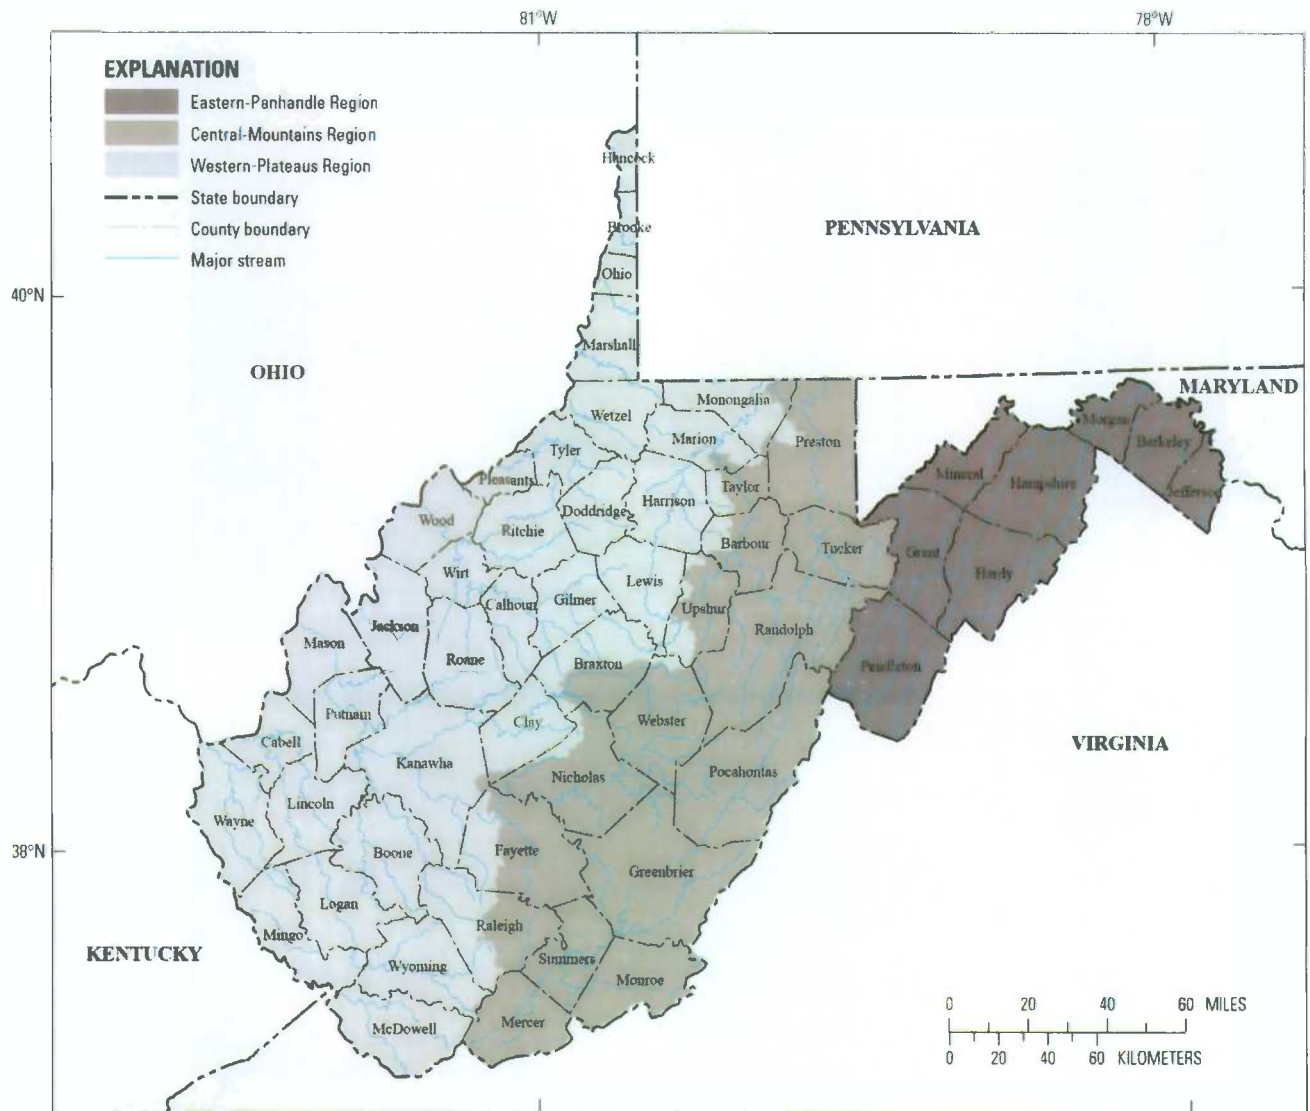 81°W
78°W
EXPLANATION
Eastern-Panhandle Region
Central-Mountains Region
Western-Plateaus Region
State boundary
County boundary
Major stream
Hancock
PENNSYLVANIA
Brooke
Ohio
40°N
Marshall
OHIO
MARYLAND
Monongalia
Wetzel
Marion
Preston
Morgan
Berkeley
Tyler
Pleasants
Mineral
Hampshire
Jefferson
Taylor
Harrison
Doddridge
Wood
Ritchie
Barbour
Tucker
Grant
Hardy
Wirt
Lewis
Calhoun
Gilmer
Upshur
Jackson
Randolph
Mason
Roane
Braxton
Pendleton
Putnam
Clay
Webster
Cabell
VIRGINIA
Kanawha
Nicholas
Pocahontas
Lincoln
Wayne
38°N
Boone
Fayette
Greenbrier
Logan
Raleigh
Mingo
KENTUCKY
Wyoming
Summers
Monroe
McDowell
Mercer
0 20 40 60 MILES
0 20 40 60 KILOMETERS